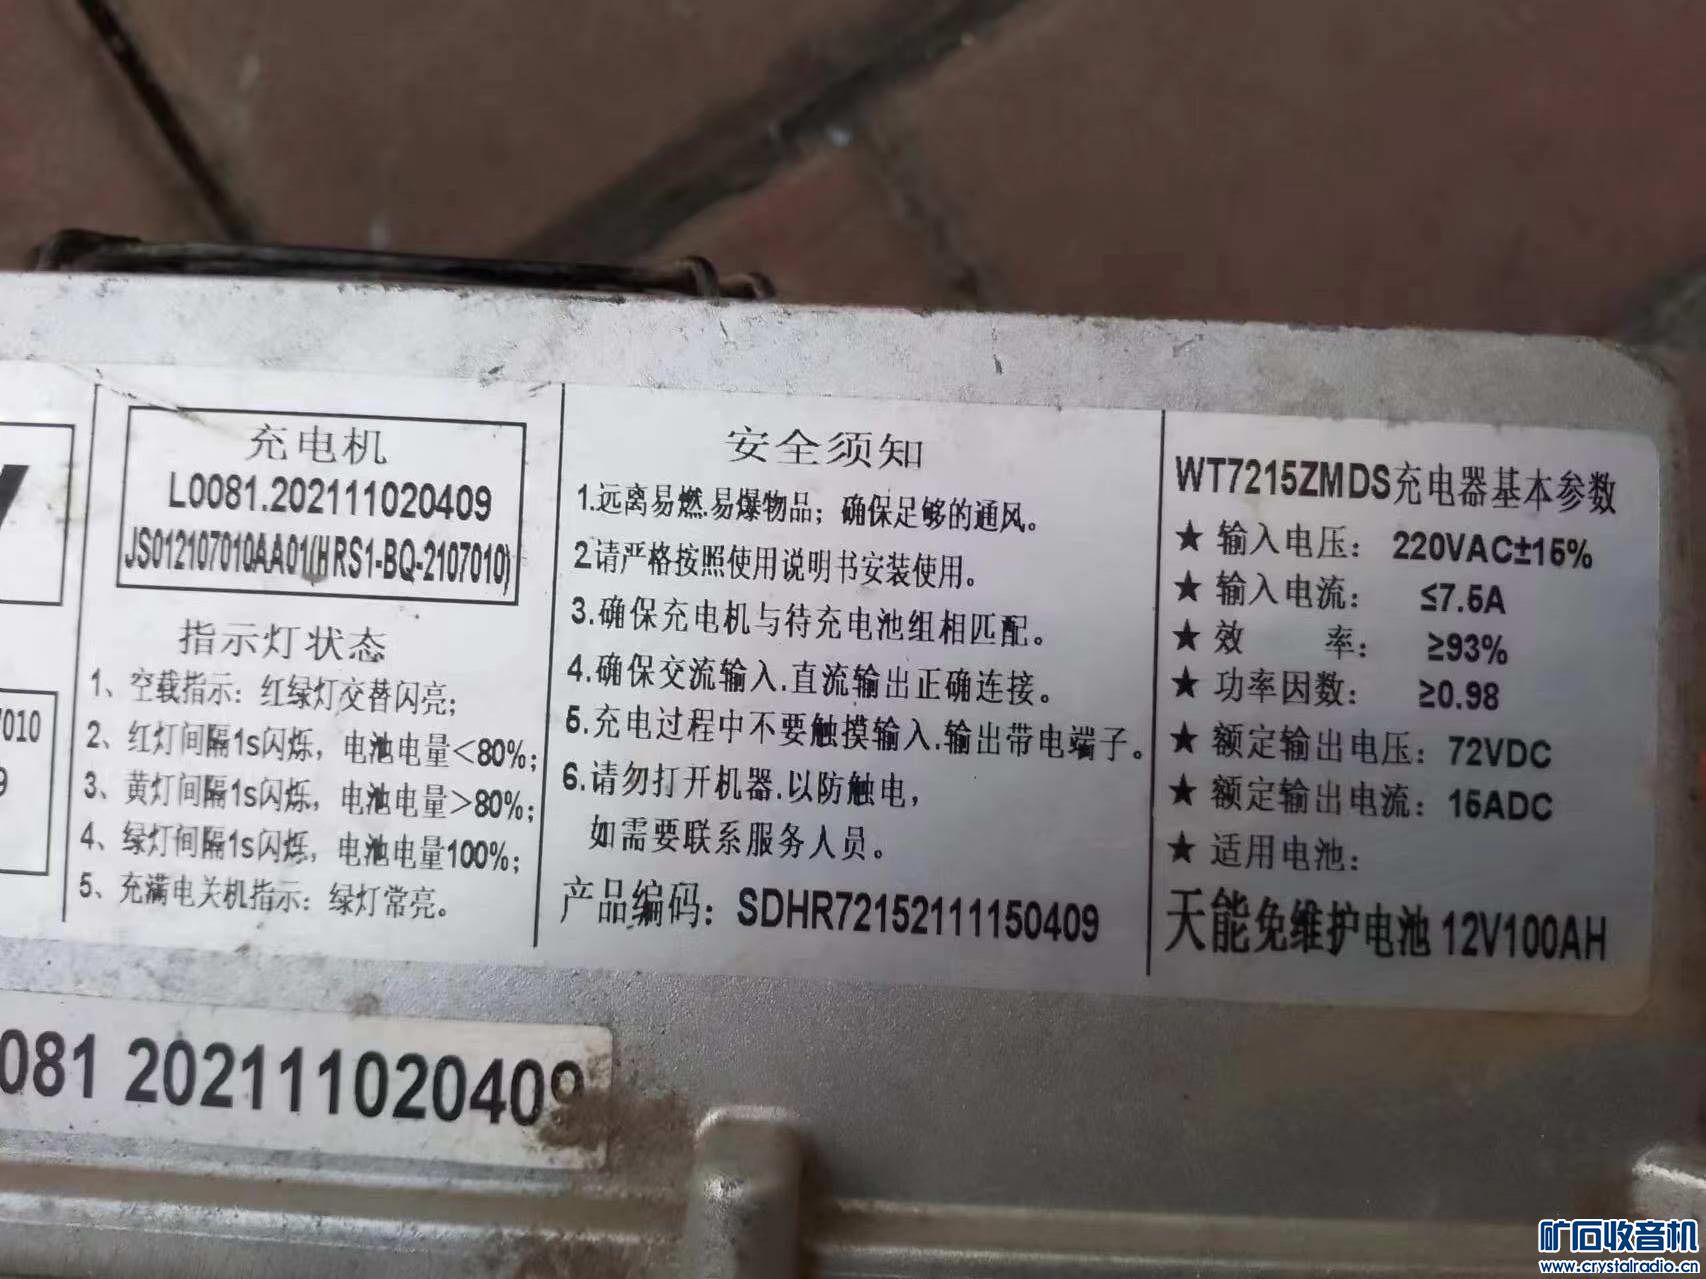 充电机
L0081.202111020409
JS012107010AA01(HRS1-BQ-2107010)
指示灯状态
1、空载指示：红绿灯交替闪亮；
2、红灯间隔1s闪烁，电池电量<80%；
3、黄灯间隔1s闪烁，电池电量>80%；
4、绿灯间隔1s闪烁，电池电量100%；
5、充满电关机指示：绿灯常亮。
7010
9
安全须知
1.远离易燃.易爆物品；确保足够的通风。
2.请严格按照使用说明书安装使用。
3.确保充电机与待充电池组相匹配。
4.确保交流输入.直流输出正确连接。
5.充电过程中不要触摸输入.输出带电端子。
6.请勿打开机器.以防触电，
如需要联系服务人员。
产品编码：SDHR72152111150409
WT7215ZMDS充电器基本参数
★ 输入电压： 220VAC±15%
★ 输入电流： ≤7.5A
★ 效 率： ≥93%
★ 功率因数： ≥0.98
★ 额定输出电压：72VDC
★ 额定输出电流：15ADC
★ 适用电池：
天能免维护电池 12V100AH
081 202111020409
矿石收音机
www.crystalradio.cn